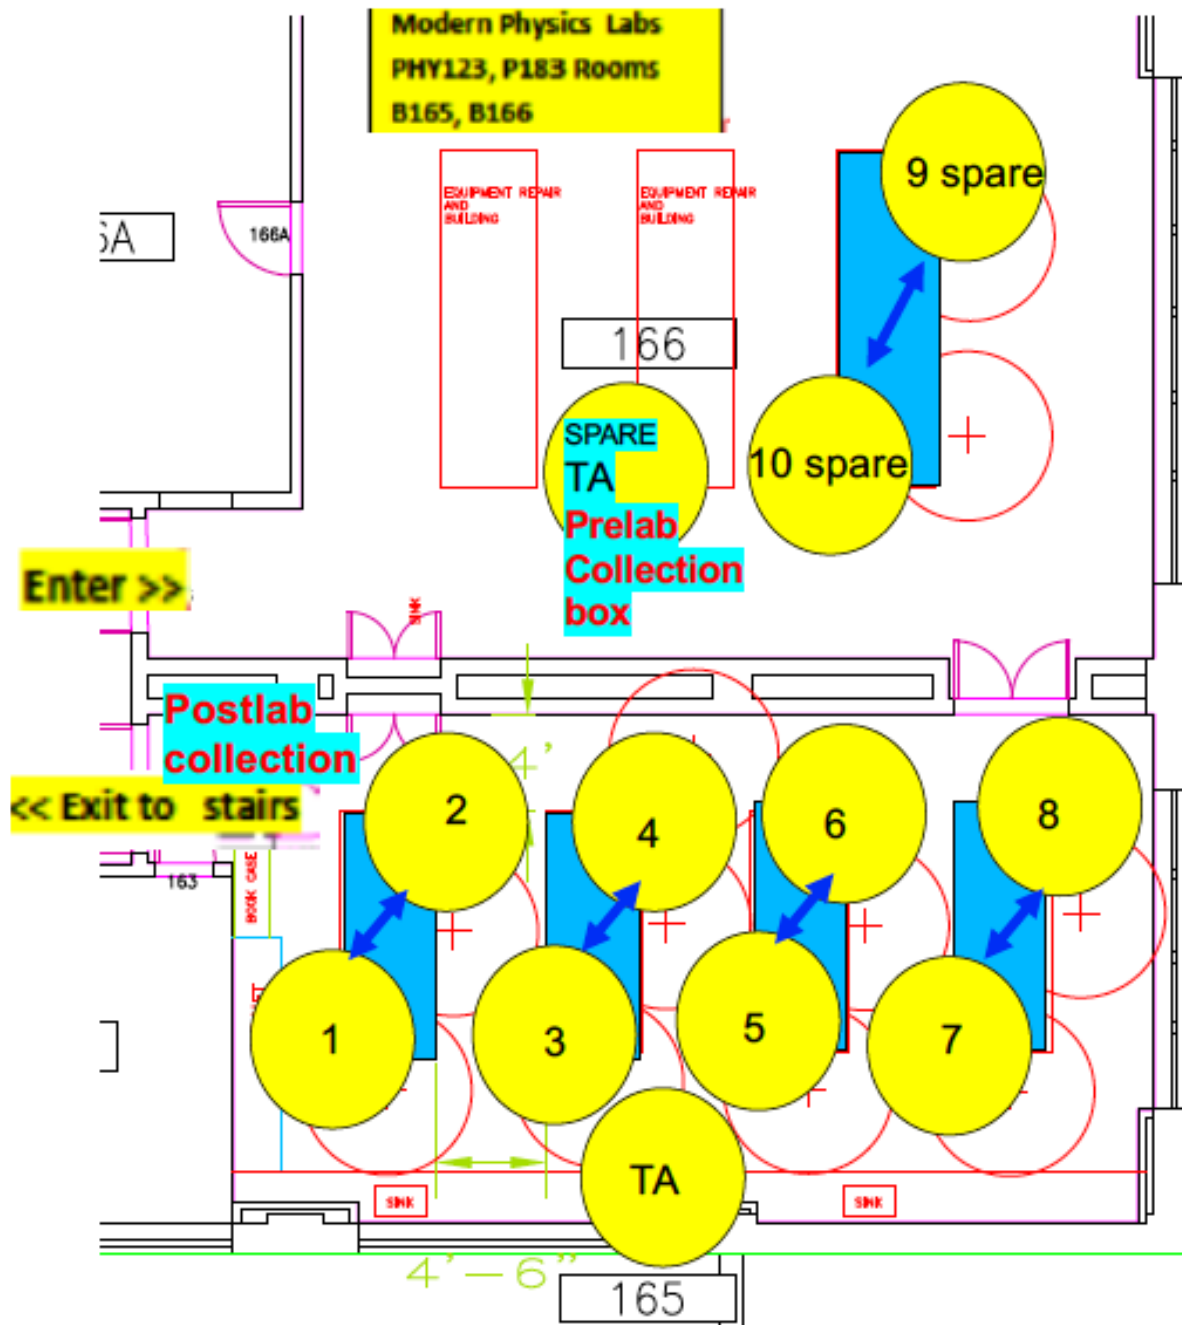 Modern Physics Labs
PHY123, P183 Rooms
B165, B166
9 spare
EQUIPMENT REPAIR
AND
BUILDING
EQUIPMENT REPAIR
AND
BUILDING
166A
166
SPARE
TA
Prelab
Collection
box
10 spare
Enter >>
SINK
Postlab
collection
4'
<< Exit to stairs
2
4
6
8
163
BOOK CASE
1
3
5
7
TA
SINK
SINK
4'-6"
165